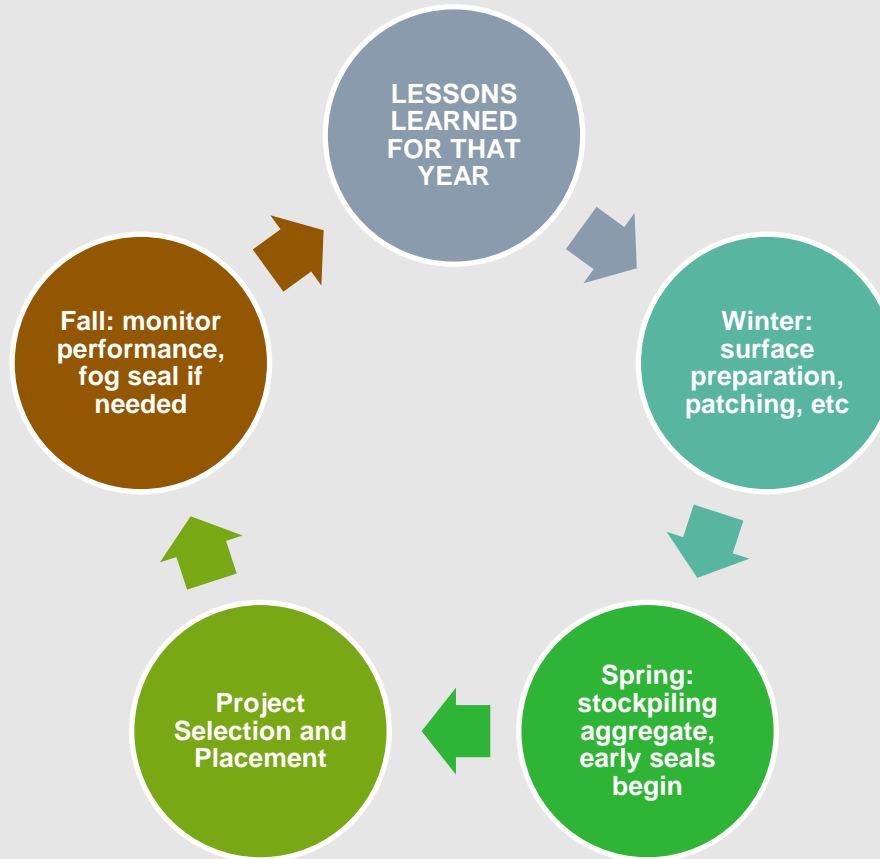 LESSONS
LEARNED
FOR THAT
YEAR
Winter:
surface
preparation,
patching, etc
Spring:
stockpiling
aggregate,
early seals
begin
Project
Selection and
Placement
Fall: monitor
performance,
fog seal if
needed